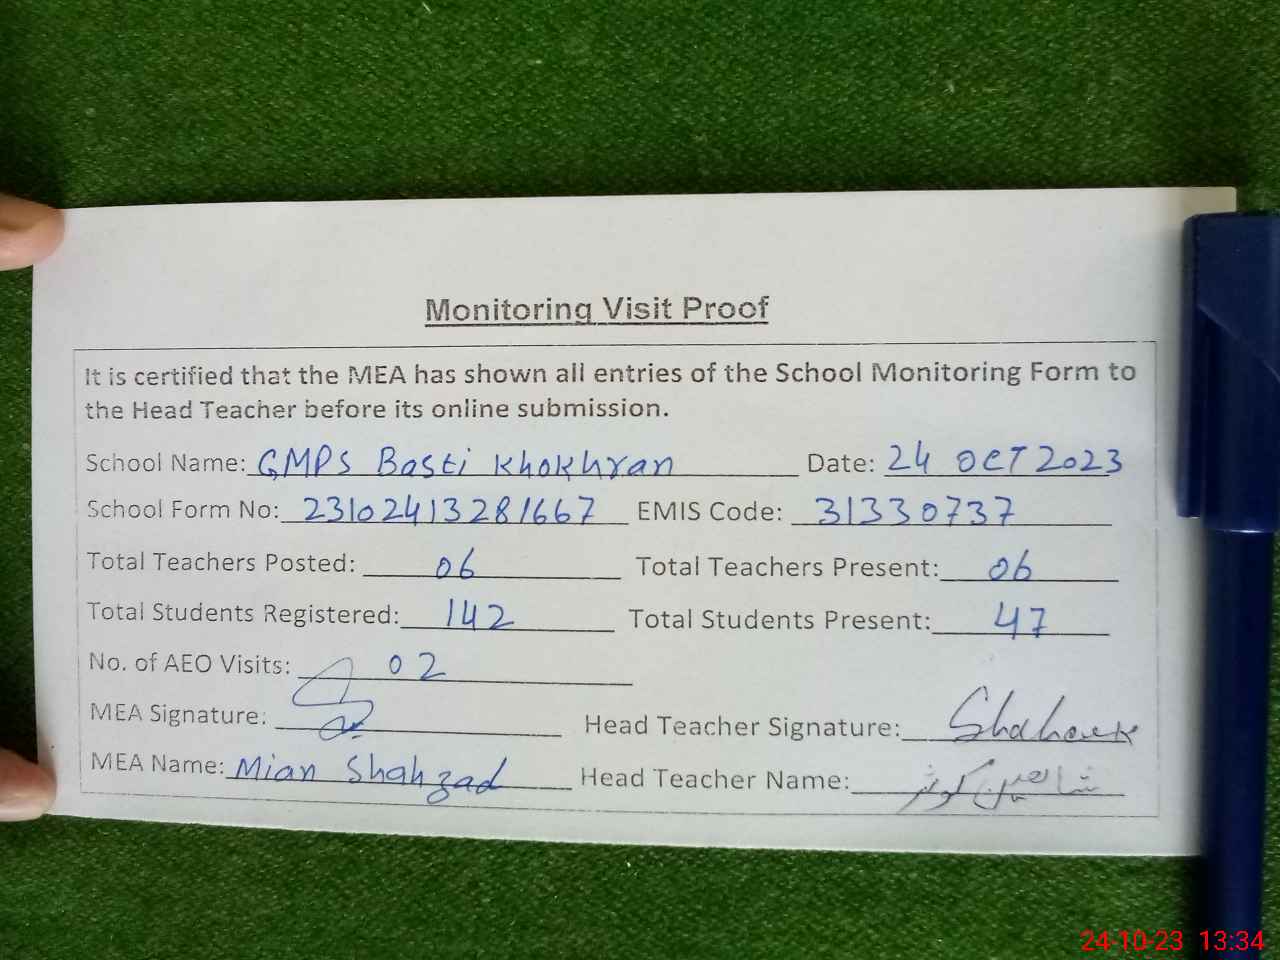 Monitoring Visit Proof
It is certified that the MEA has shown all entries of the School Monitoring Form to
the Head Teacher before its online submission.
School Name: GMPS Basti Khokhran Date: 24 OCT 2023
School Form No: 23102413281667 EMIS Code: 31330737
Total Teachers Posted: 06 Total Teachers Present: 06
Total Students Registered: 142 Total Students Present: 47
No. of AEO Visits: 02
MEA Signature: Head Teacher Signature:
MEA Name: Mian Shahzad Head Teacher Name: شاہین کوثر
24-10-23 13:34